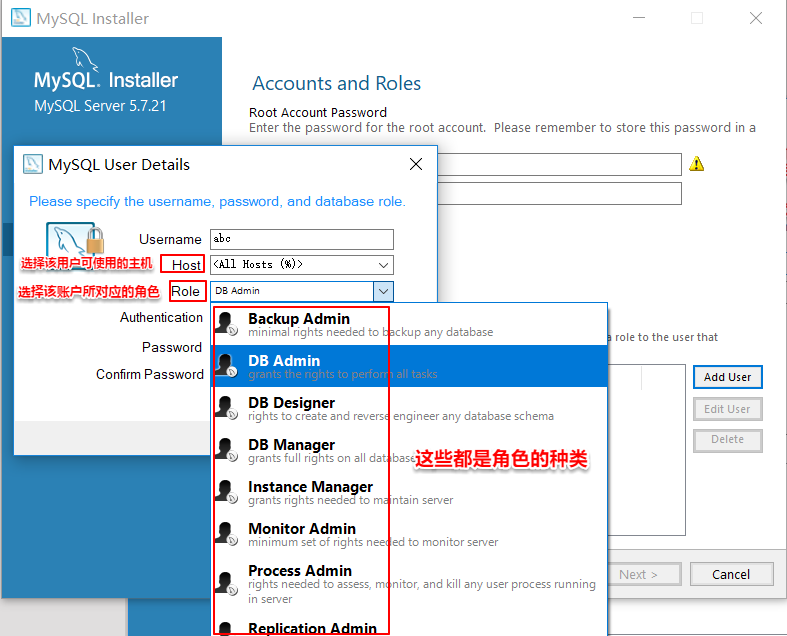 MySQL Installer
MySQL. Installer
MySQL Server 5.7.21
Accounts and Roles
Root Account Password
Enter the password for the root account. Please remember to store this password in a
MySQL User Details
Please specify the username, password, and database role.
Username abc
选择该用户可使用的主机 Host <All Hosts (%)>
选择该账户所对应的角色 Role DB Admin
Authentication
Password
Confirm Password
Backup Admin
minimal rights needed to backup any database
DB Admin
grants the rights to perform all tasks
DB Designer
rights to create and reverse engineer any database schema
DB Manager
grants full rights on all database
这些都是角色的种类
Instance Manager
grants rights needed to maintain server
Monitor Admin
minimum set of rights needed to monitor server
Process Admin
rights needed to assess, monitor, and kill any user process running
in server
Replication Admin
a role to the user that
Add User
Edit User
Delete
Next >
Cancel